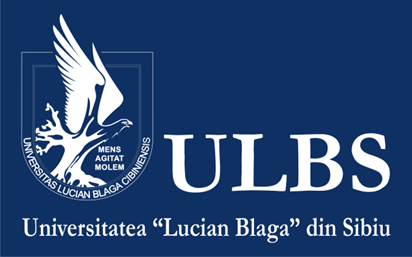 MENS
AGITAT
MOLEM
UNIVERSITAS LUCIAN BLAGA CIBINIENSIS
ULBS
Universitatea “Lucian Blaga” din Sibiu